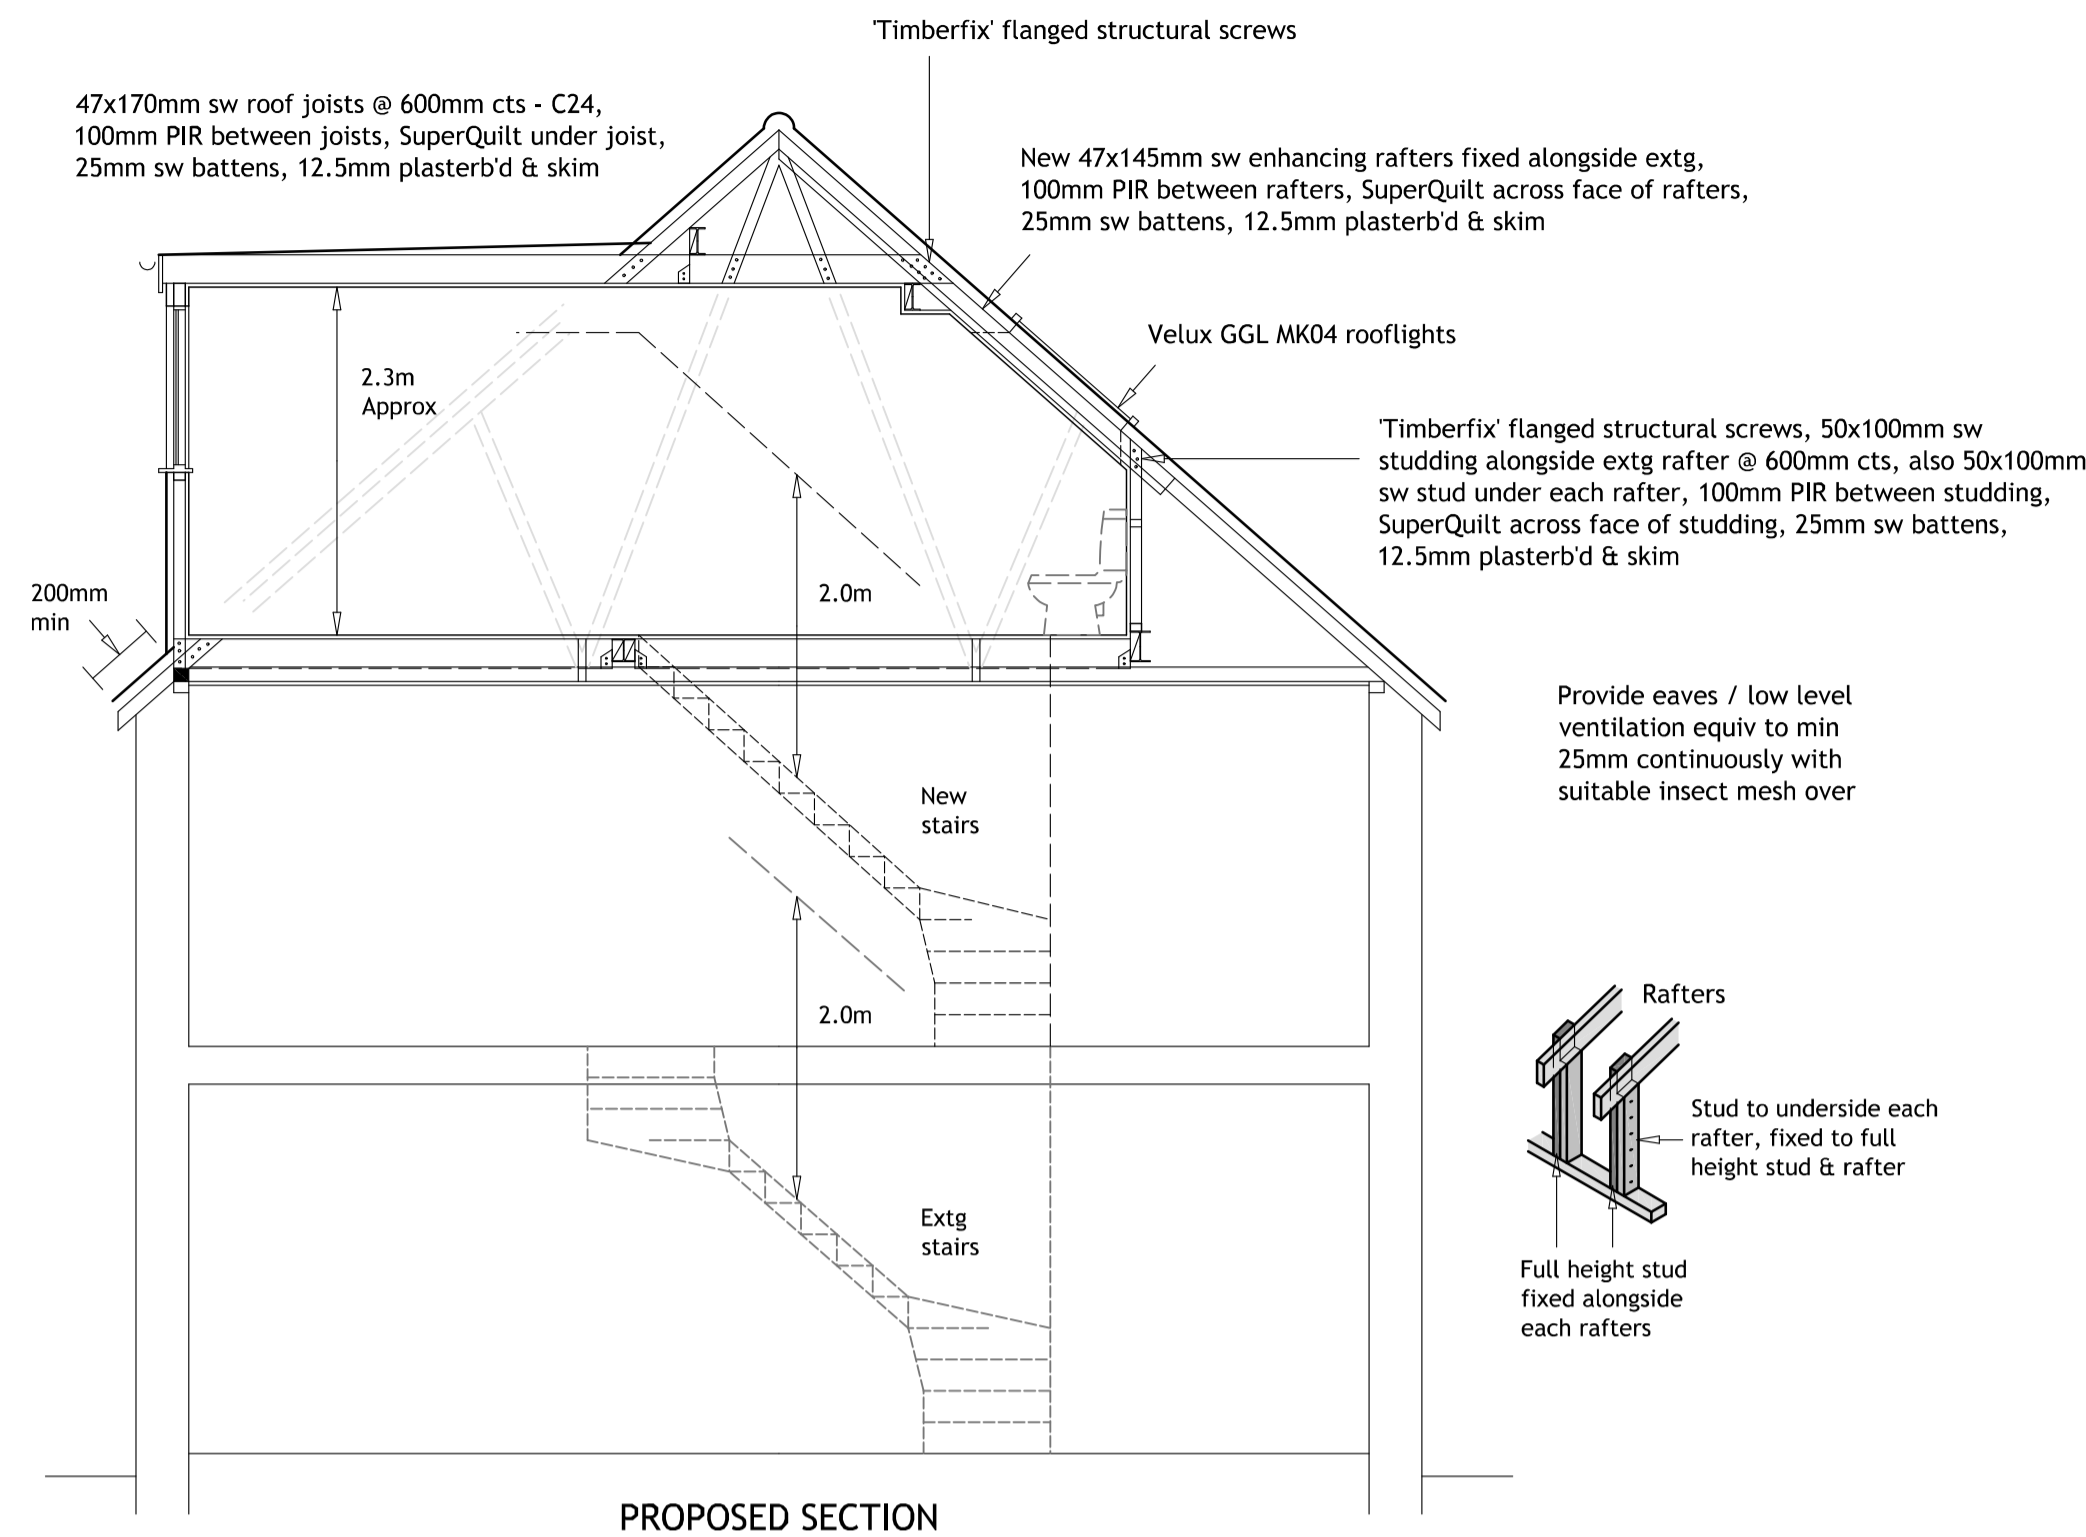 'Timberfix' flanged structural screws
47x170mm sw roof joists @ 600mm cts - C24,
100mm PIR between joists, SuperQuilt under joist,
25mm sw battens, 12.5mm plasterb'd & skim
New 47x145mm sw enhancing rafters fixed alongside extg,
100mm PIR between rafters, SuperQuilt across face of rafters,
25mm sw battens, 12.5mm plasterb'd & skim
Velux GGL MK04 rooflights
2.3m
Approx
'Timberfix' flanged structural screws, 50x100mm sw
studding alongside extg rafter @ 600mm cts, also 50x100mm
sw stud under each rafter, 100mm PIR between studding,
SuperQuilt across face of studding, 25mm sw battens,
12.5mm plasterb'd & skim
200mm
min
2.0m
Provide eaves / low level
ventilation equiv to min
25mm continuously with
suitable insect mesh over
New
stairs
2.0m
Rafters
Stud to underside each
rafter, fixed to full
height stud & rafter
Extg
stairs
Full height stud
fixed alongside
each rafters
PROPOSED SECTION